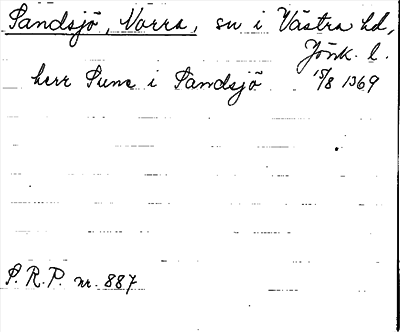 Sandsjö, Norra, sn i Västra hd,
Jönk. l.
herr Sune i Sandsjö 15/8 1369
S.R.P. nr. 887